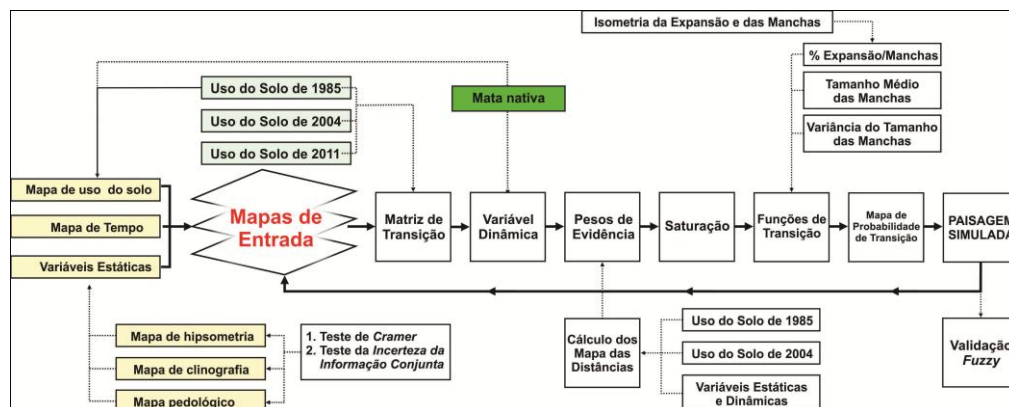 Isometria da Expansão e das Manchas
% Expansão/Manchas
Tamanho Médio
das Manchas
Variância do Tamanho
das Manchas
Uso do Solo de 1985
Uso do Solo de 2004
Uso do Solo de 2011
Mata nativa
Mapa de uso do solo
Mapa de Tempo
Variáveis Estáticas
Mapas de
Entrada
Matriz de
Transição
Variável
Dinâmica
Pesos de
Evidência
Saturação
Funções de
Transição
Mapa de
Probabilidade
de Transição
PAISAGEM
SIMULADA
Mapa de hipsometria
Mapa de clinografia
Mapa pedológico
1. Teste de Cramer
2. Teste da Incerteza da
Informação Conjunta
Cálculo dos
Mapa das
Distâncias
Uso do Solo de 1985
Uso do Solo de 2004
Variáveis Estáticas
e Dinâmicas
Validação
Fuzzy